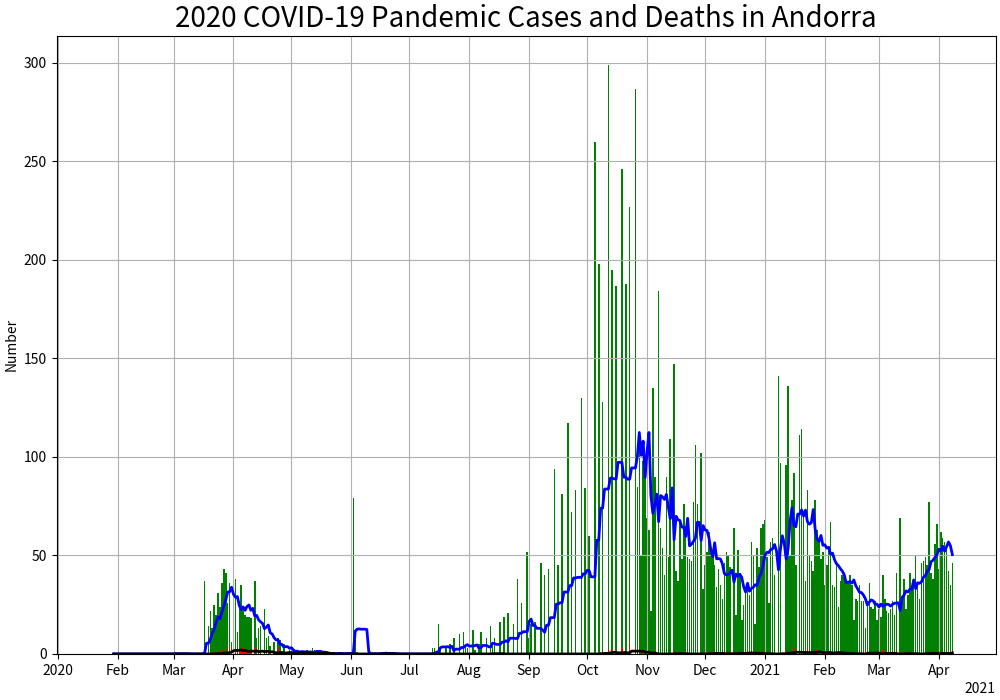 2020 COVID-19 Pandemic Cases and Deaths in Andorra
Number
300
250
200
150
100
50
0
2020 Feb Mar Apr May Jun Jul Aug Sep Oct Nov Dec 2021 Feb Mar Apr
2021